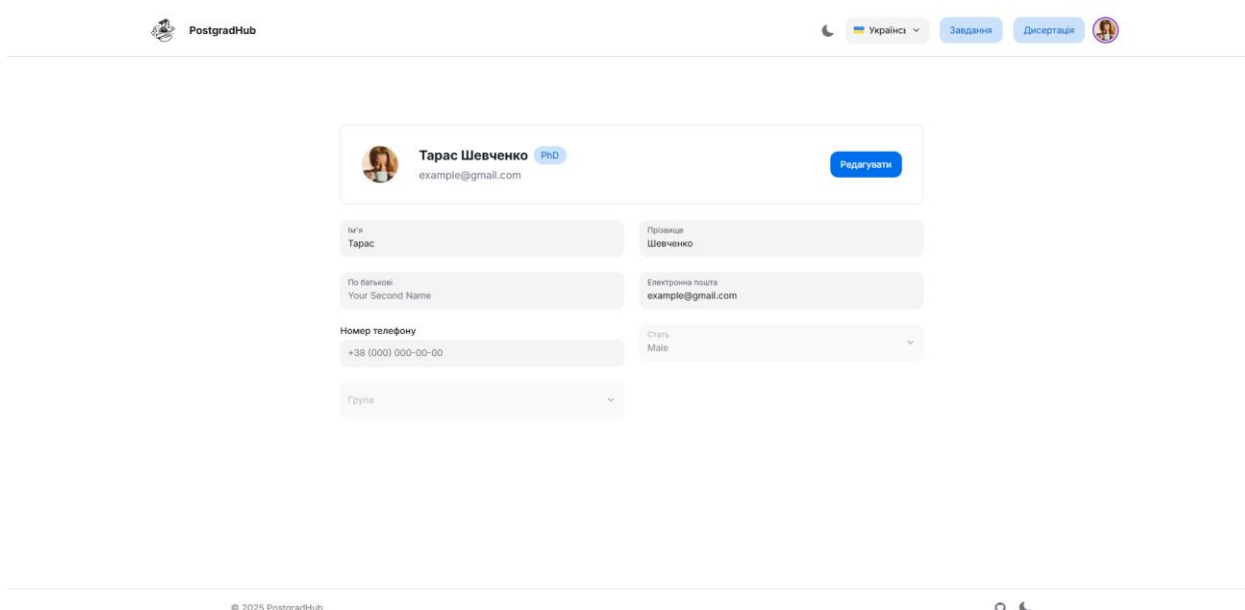 PostgradHub
Українсь
Завдання
Дисертація
Тарас Шевченко PhD
example@gmail.com
Редагувати
Ім'я
Тарас
Прізвище
Шевченко
По батькові
Your Second Name
Електронна пошта
example@gmail.com
Номер телефону
+38 (000) 000-00-00
Стать
Male
Група
© 2025 PostgradHub